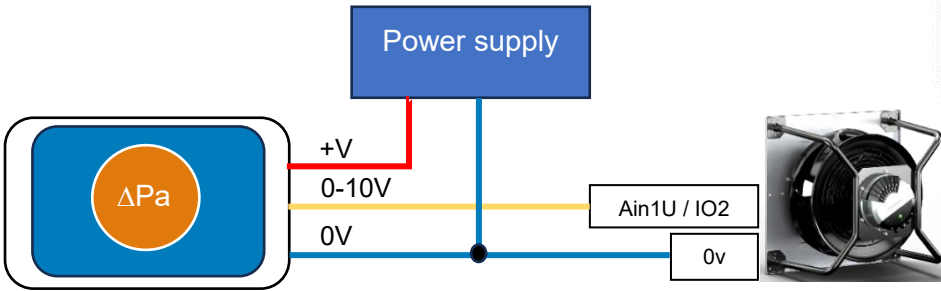 Power supply
+V
ΔPa
0-10V
Ain1U / IO2
0V
0v